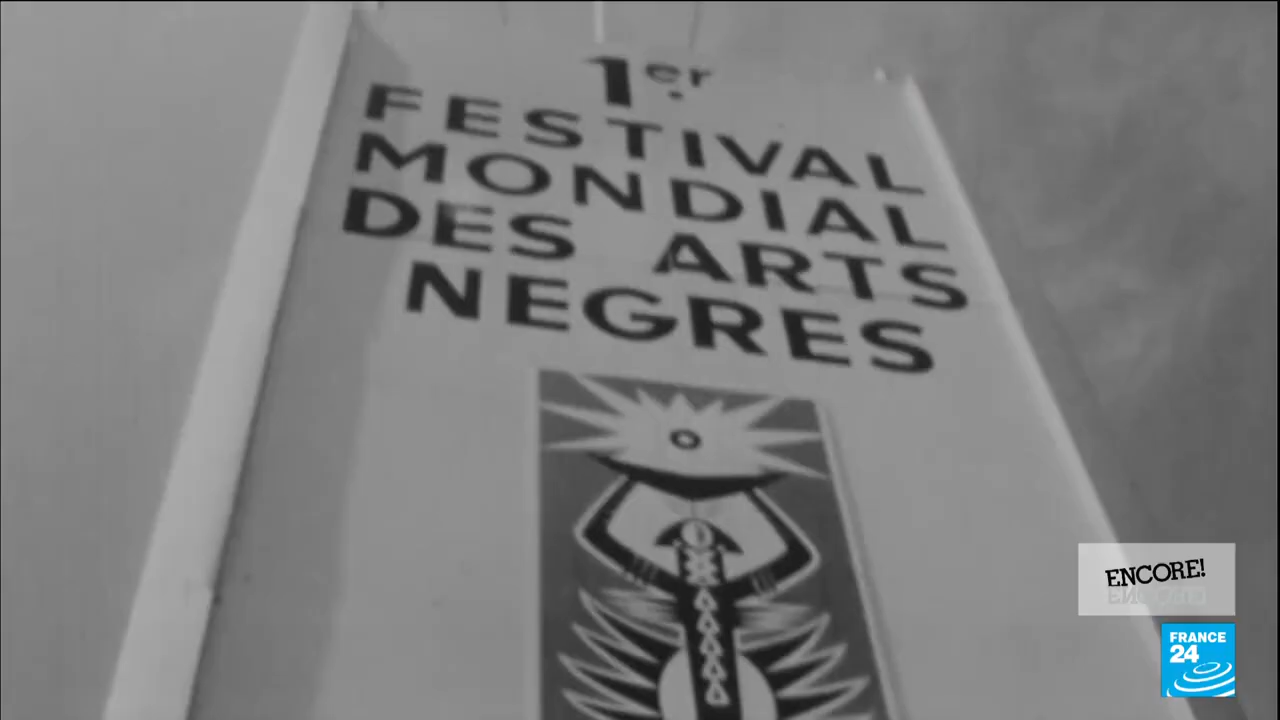 1er
FESTIVAL
MONDIAL
DES ARTS
NEGRES
ENCORE!
FRANCE
24